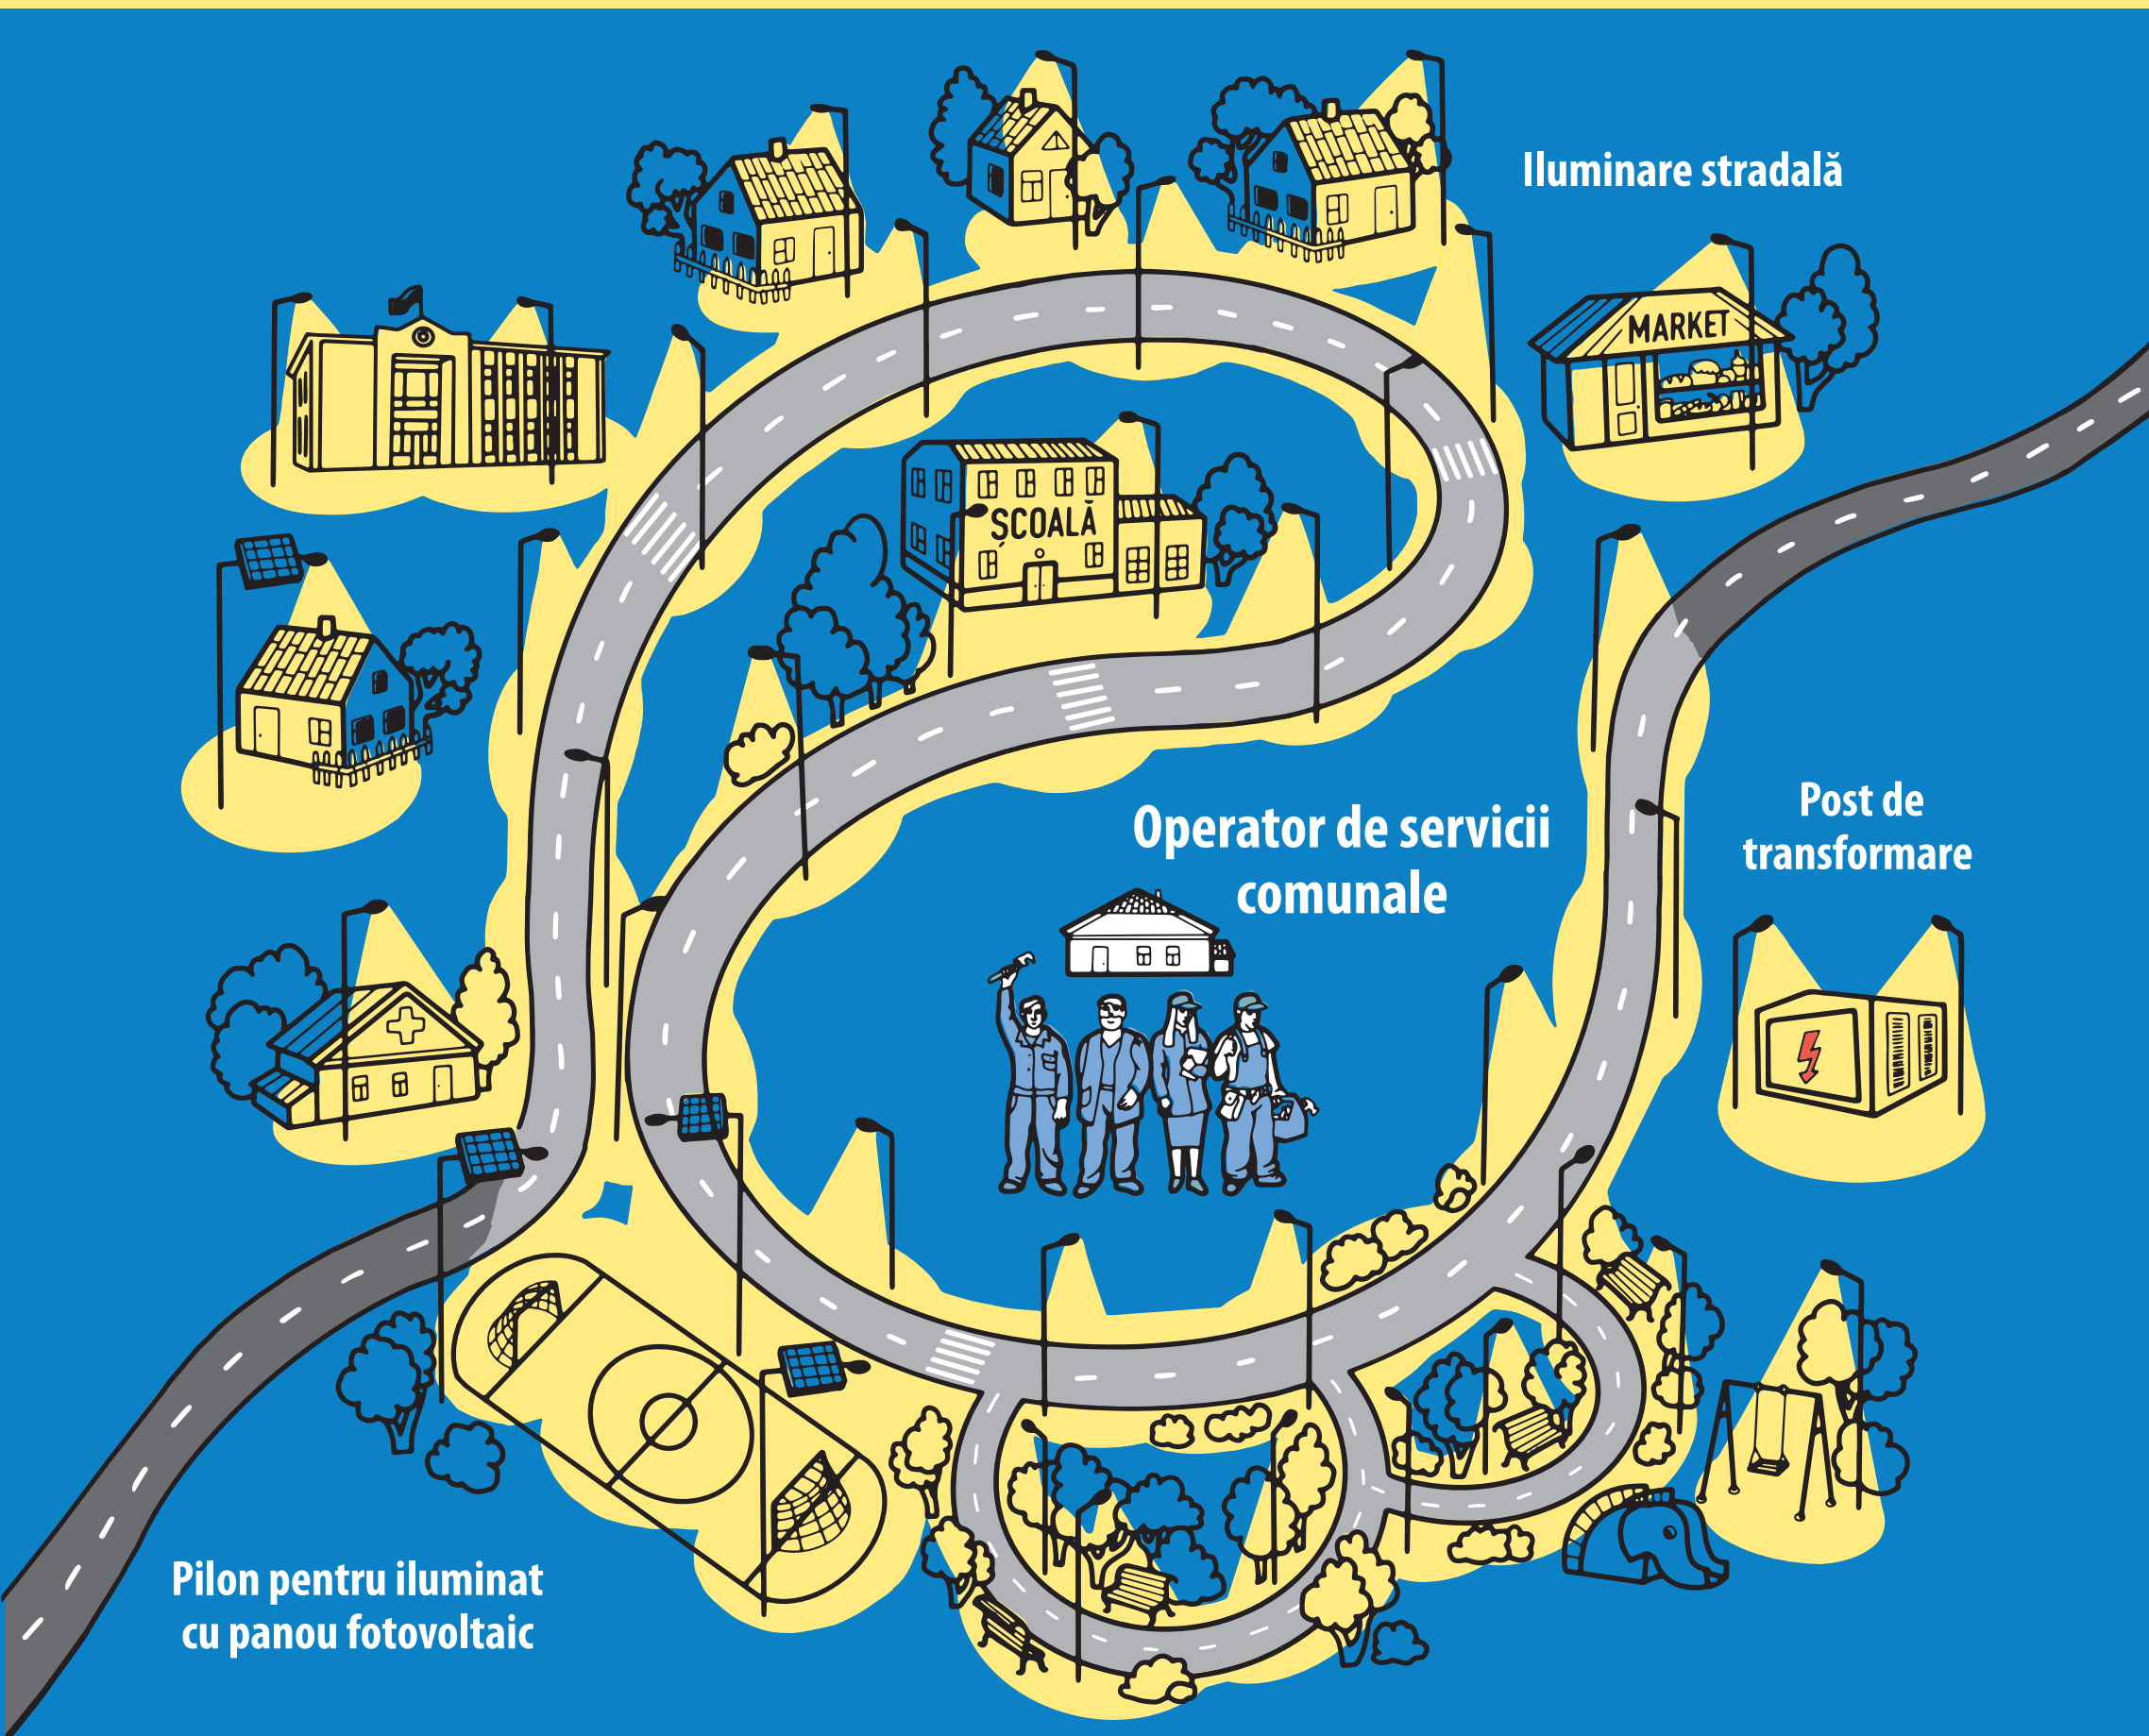 Iluminare stradală
MARKET
ȘCOALĂ
Operator de servicii
comunale
Post de
transformare
Pilon pentru iluminat
cu panou fotovoltaic